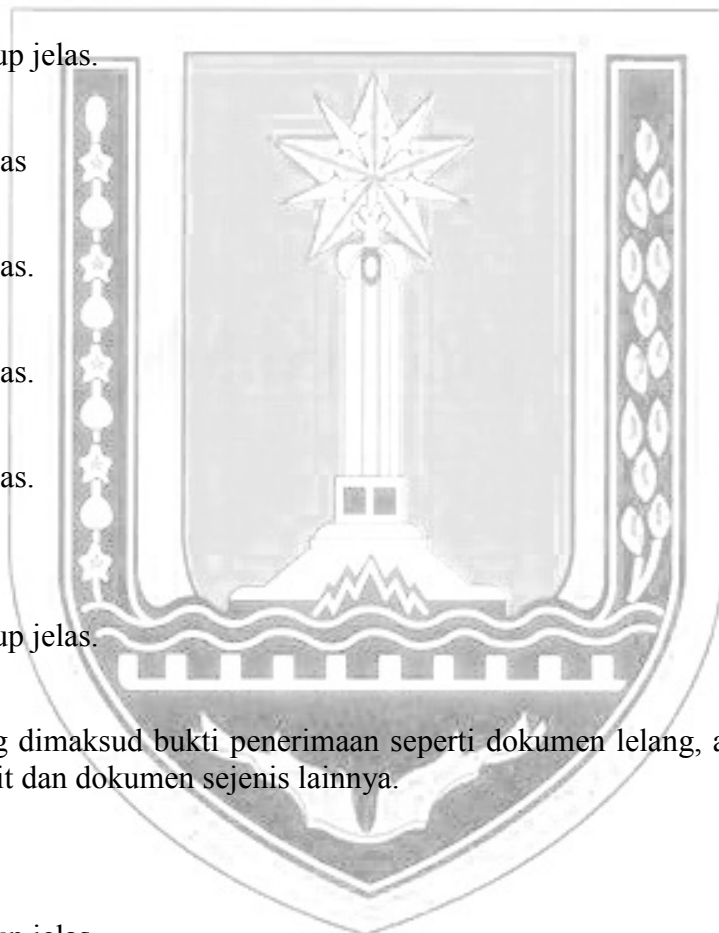 up jelas.
as
as.
as.
as.
up jelas.
g dimaksud bukti penerimaan seperti dokumen lelang, a
it dan dokumen sejenis lainnya.